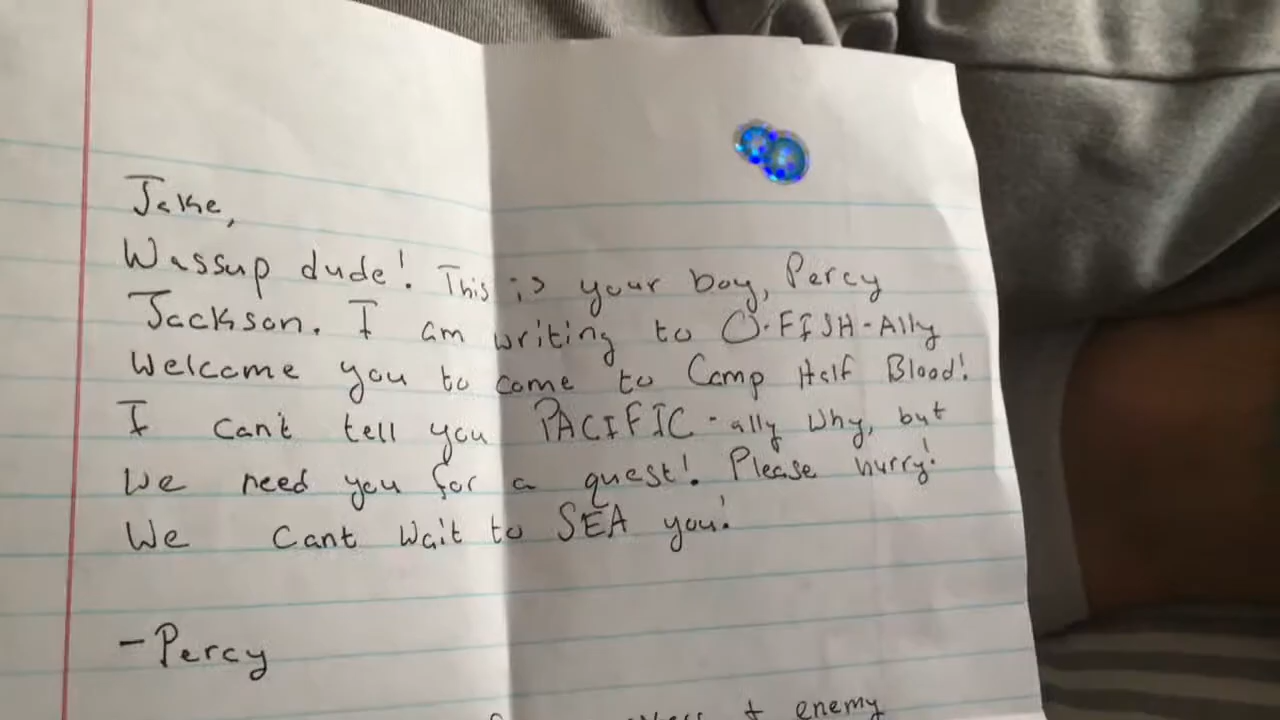 Jake,
Wassup dude! This is your boy, Percy
Jackson. I am writing to O-FISH-Ally
Welcome you to come to Camp Half Blood!
I can't tell you PACIFIC-ally why, but
We need you for a quest! Please hurry!
We cant wait to SEA you!
-Percy
+ enemy